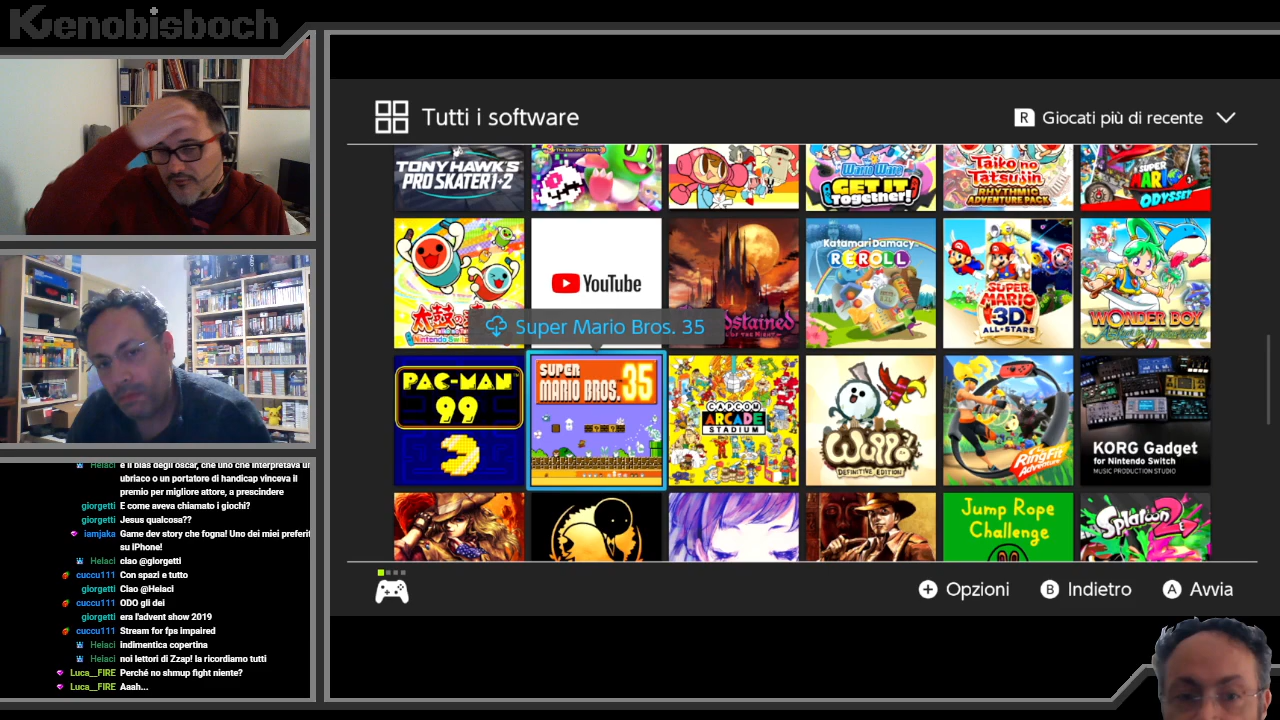 Kenobisboch
Tutti i software
R Giocati più di recente
TONY HAWK'S
PRO SKATER 1+2
Wario Ware
GET IT
Together!
Taiko no
Tatsujin
RHYTHMIC
ADVENTURE PACK
SUPER
MARIO
ODYSSEY
YouTube
Katamari Damacy
REROLL
SUPER
MARIO
3D
ALL-STARS
WONDER BOY
Super Mario Bros. 35
PAC-MAN
99
SUPER
MARIO BROS. 35
CAPCOM
ARCADE
STADIUM
Wuppo
DEFINITIVE EDITION
RingFit
Adventure
KORG Gadget
for Nintendo Switch
MUSIC PRODUCTION STUDIO
Jump Rope
Challenge
Splatoon 2
+ Opzioni
B Indietro
A Avvia
Helaci e il bias degli oscar, che uno che interpretava un
ubriaco o un portatore di handicap vinceva il
premio per migliore attore, a prescindere
giorgetti E come aveva chiamato i giochi?
giorgetti Jesus qualcosa??
iamjaka Game dev story che fogna! Uno dei miei preferit
su iPhone!
Helaci ciao @giorgetti
cuccu111 Con spazi e tutto
giorgetti Ciao @Helaci
cuccu111 ODO gli dei
giorgetti era l'advent show 2019
cuccu111 Stream for fps impaired
Helaci indimentica copertina
Helaci noi lettori di Zzap! la ricordiamo tutti
Luca__FIRE Perché no shmup fight niente?
Luca__FIRE Aaah...